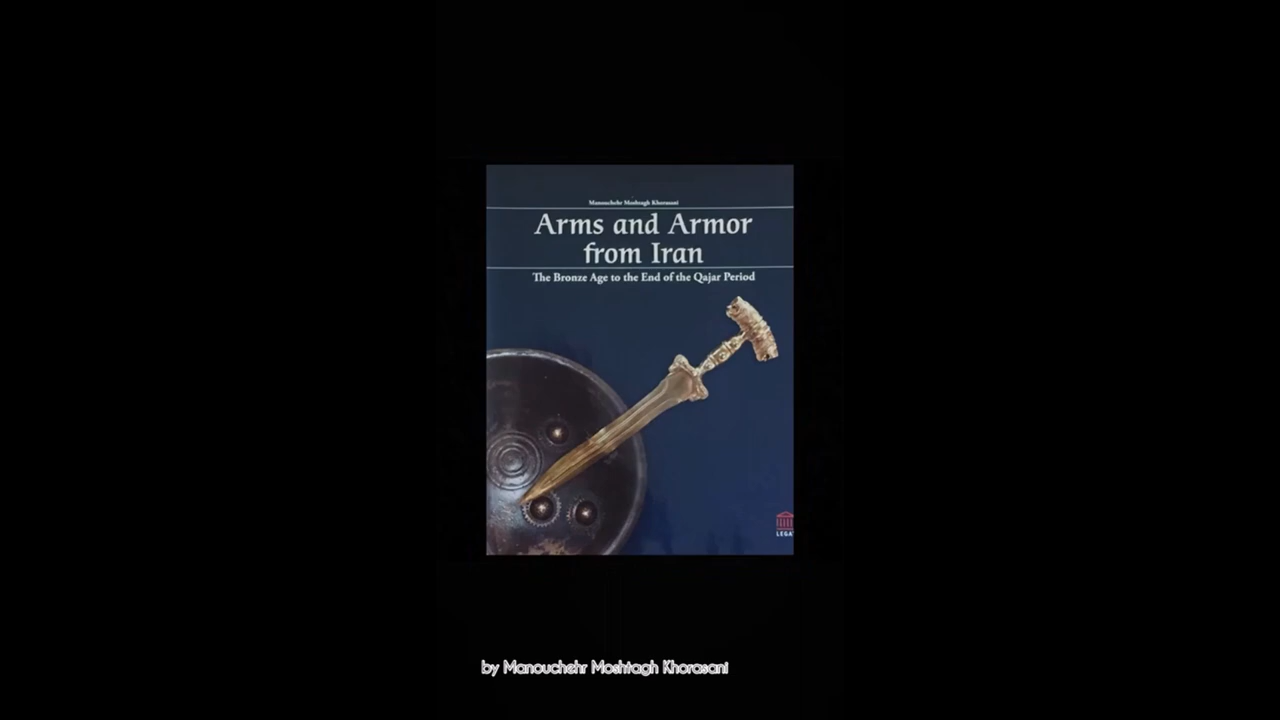 Manouchehr Moshtagh Khorasani
Arms and Armor
from Iran
The Bronze Age to the End of the Qajar Period
LEGA
by Manouchehr Moshtagh Khorasani